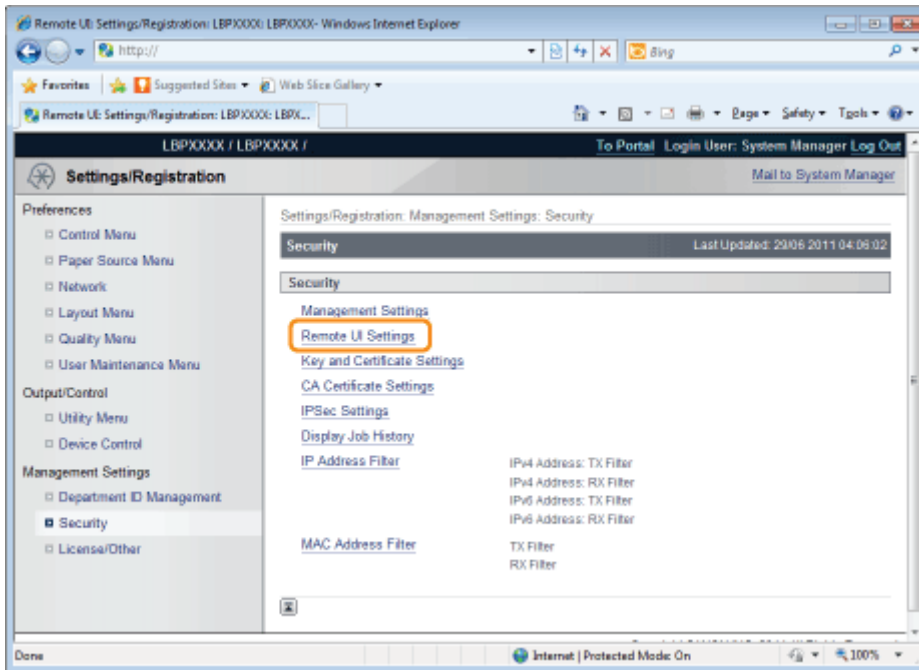 Remote UI: Settings/Registration: LBPXXXX: LBPXXXX- Windows Internet Explorer
http://
Bing
Favorites Suggested Sites Web Slice Gallery
Remote UI: Settings/Registration: LBPXXXX: LBPX...
Page Safety Tools
LBPXXXX / LBPXXXX /
To Portal Login User: System Manager Log Out
Settings/Registration
Mail to System Manager
Preferences
Control Menu
Paper Source Menu
Network
Layout Menu
Quality Menu
User Maintenance Menu
Output/Control
Utility Menu
Device Control
Management Settings
Department ID Management
Security
License/Other
Settings/Registration: Management Settings: Security
Security
Last Updated: 29/06 2011 04:06:02
Security
Management Settings
Remote UI Settings
Key and Certificate Settings
CA Certificate Settings
IPSec Settings
Display Job History
IP Address Filter
IPv4 Address: TX Filter
IPv4 Address: RX Filter
IPv6 Address: TX Filter
IPv6 Address: RX Filter
MAC Address Filter
TX Filter
RX Filter
Done
Internet | Protected Mode: On
100%